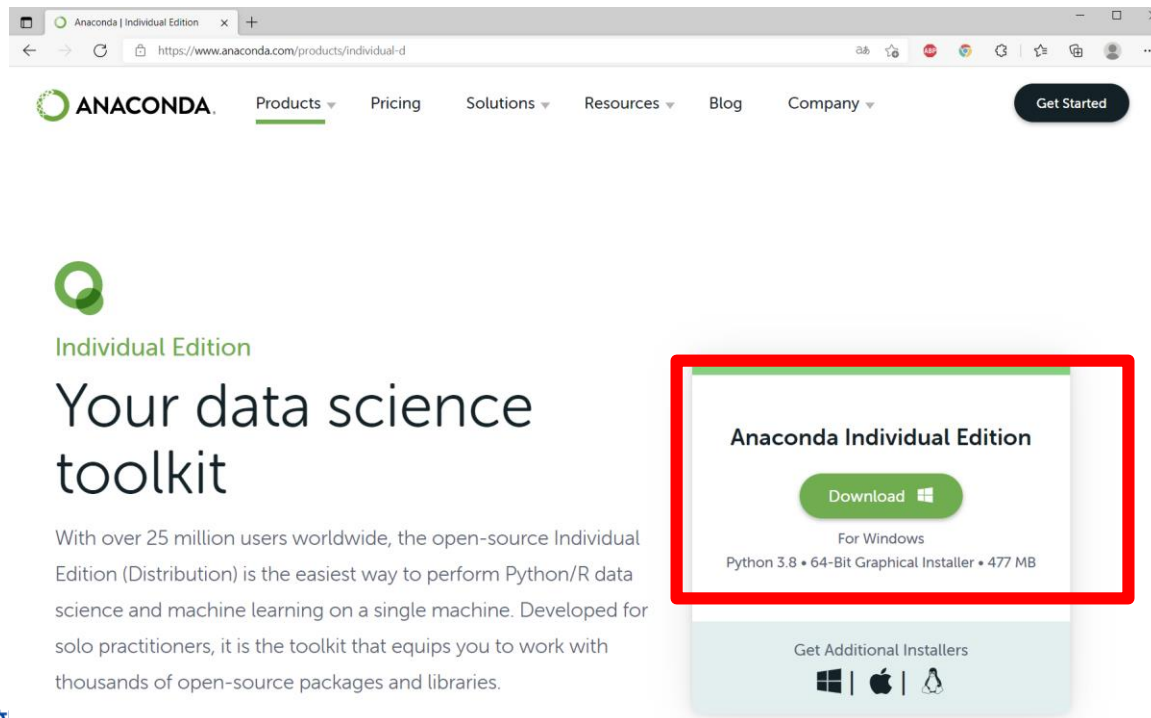 Anaconda | Individual Edition
https://www.anaconda.com/products/individual-d
ANACONDA.
Products Pricing Solutions Resources Blog Company
Get Started
Individual Edition
Your data science
toolkit
With over 25 million users worldwide, the open-source Individual
Edition (Distribution) is the easiest way to perform Python/R data
science and machine learning on a single machine. Developed for
solo practitioners, it is the toolkit that equips you to work with
thousands of open-source packages and libraries.
Anaconda Individual Edition
Download
For Windows
Python 3.8 • 64-Bit Graphical Installer • 477 MB
Get Additional Installers